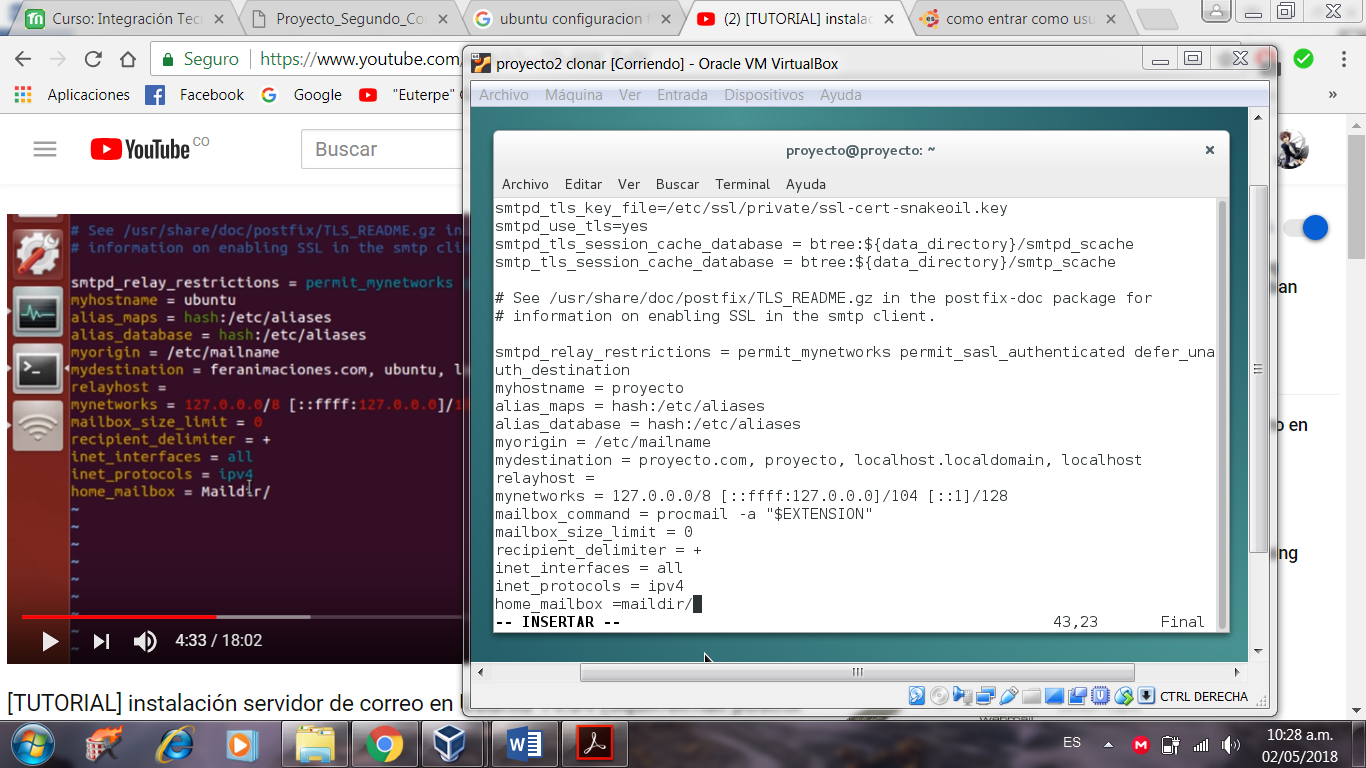 Curso: Integración Tec
Proyecto_Segundo_Co
ubuntu configuracion f
(2) [TUTORIAL] instala
como entrar como usu
Seguro
https://www.youtube.com,
Aplicaciones
Facebook
Google
"Euterpe"
»
YouTube CO
Buscar
# See /usr/share/doc/postfix/TLS_README.gz in
# information on enabling SSL in the smtp clie
smtpd_relay_restrictions = permit_mynetworks
myhostname = ubuntu
alias_maps = hash:/etc/aliases
alias_database = hash:/etc/aliases
myorigin = /etc/mailname
mydestination = feranimaciones.com, ubuntu, l
relayhost =
mynetworks = 127.0.0.0/8 [::ffff:127.0.0.0]/1
mailbox_size_limit = 0
recipient_delimiter = +
inet_interfaces = all
inet_protocols = ipv4
home_mailbox = Maildir/
~
~
~
~
~
~
4:33 / 18:02
[TUTORIAL] instalación servidor de correo en
proyecto2 clonar [Corriendo] - Oracle VM VirtualBox
Archivo Máquina Ver Entrada Dispositivos Ayuda
proyecto@proyecto: ~
Archivo Editar Ver Buscar Terminal Ayuda
smtpd_tls_key_file=/etc/ssl/private/ssl-cert-snakeoil.key
smtpd_use_tls=yes
smtpd_tls_session_cache_database = btree:${data_directory}/smtpd_scache
smtp_tls_session_cache_database = btree:${data_directory}/smtp_scache
# See /usr/share/doc/postfix/TLS_README.gz in the postfix-doc package for
# information on enabling SSL in the smtp client.
smtpd_relay_restrictions = permit_mynetworks permit_sasl_authenticated defer_una
uth_destination
myhostname = proyecto
alias_maps = hash:/etc/aliases
alias_database = hash:/etc/aliases
myorigin = /etc/mailname
mydestination = proyecto.com, proyecto, localhost.localdomain, localhost
relayhost =
mynetworks = 127.0.0.0/8 [::ffff:127.0.0.0]/104 [::1]/128
mailbox_command = procmail -a "$EXTENSION"
mailbox_size_limit = 0
recipient_delimiter = +
inet_interfaces = all
inet_protocols = ipv4
home_mailbox =maildir/
-- INSERTAR -- 43,23 Final
CTRL DERECHA
an
o en
ng
ES
10:28 a.m.
02/05/2018